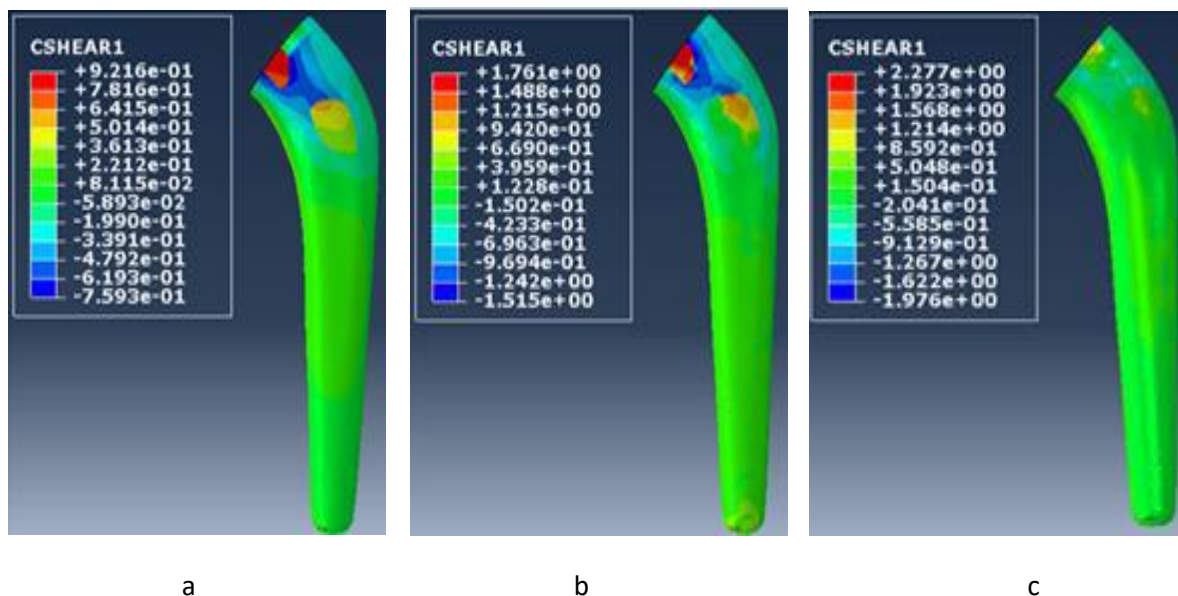 CSHEAR1
+9.216e-01
+7.816e-01
+6.415e-01
+5.014e-01
+3.613e-01
+2.212e-01
+8.115e-02
-5.893e-02
-1.990e-01
-3.391e-01
-4.792e-01
-6.193e-01
-7.593e-01
CSHEAR1
+1.761e+00
+1.488e+00
+1.215e+00
+9.420e-01
+6.690e-01
+3.959e-01
+1.228e-01
-1.502e-01
-4.233e-01
-6.963e-01
-9.694e-01
-1.242e+00
-1.515e+00
CSHEAR1
+2.277e+00
+1.923e+00
+1.568e+00
+1.214e+00
+8.592e-01
+5.048e-01
+1.504e-01
-2.041e-01
-5.585e-01
-9.129e-01
-1.267e+00
-1.622e+00
-1.976e+00
a
b
c